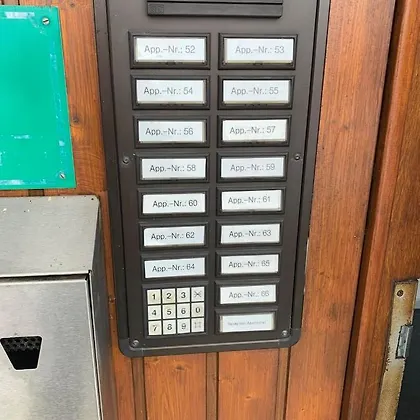 App.-Nr.: 52 App.-Nr.: 53
App.-Nr.: 54 App.-Nr.: 55
App.-Nr.: 56 App.-Nr.: 57
App.-Nr.: 58 App.-Nr.: 59
App.-Nr.: 60 App.-Nr.: 61
App.-Nr.: 62 App.-Nr.: 63
App.-Nr.: 64 App.-Nr.: 65
App.-Nr.: 66
1 2 3
4 5 6 0
7 8 9